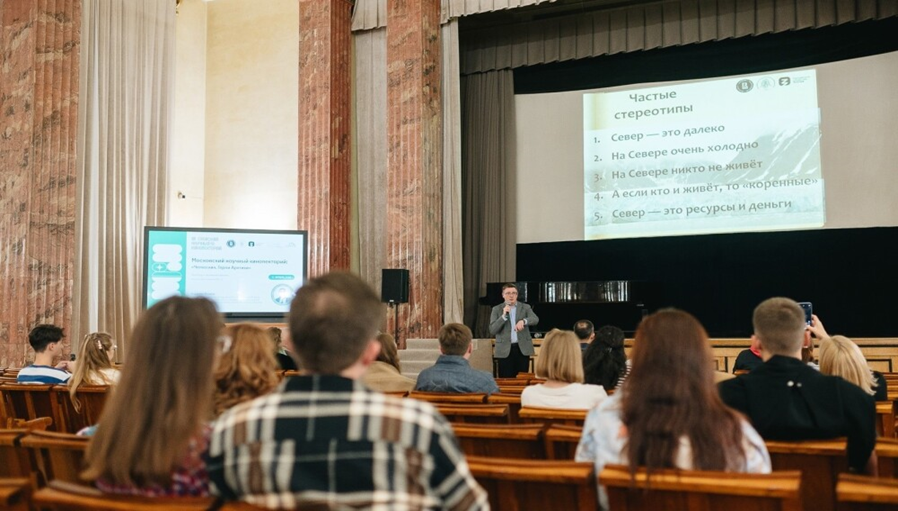 Частые
стереотипы
1. Север — это далеко
2. На Севере очень холодно
3. На Севере никто не живёт
4. А если кто и живёт, то «коренные»
5. Север — это ресурсы и деньги
Московский научный кинолекторий: